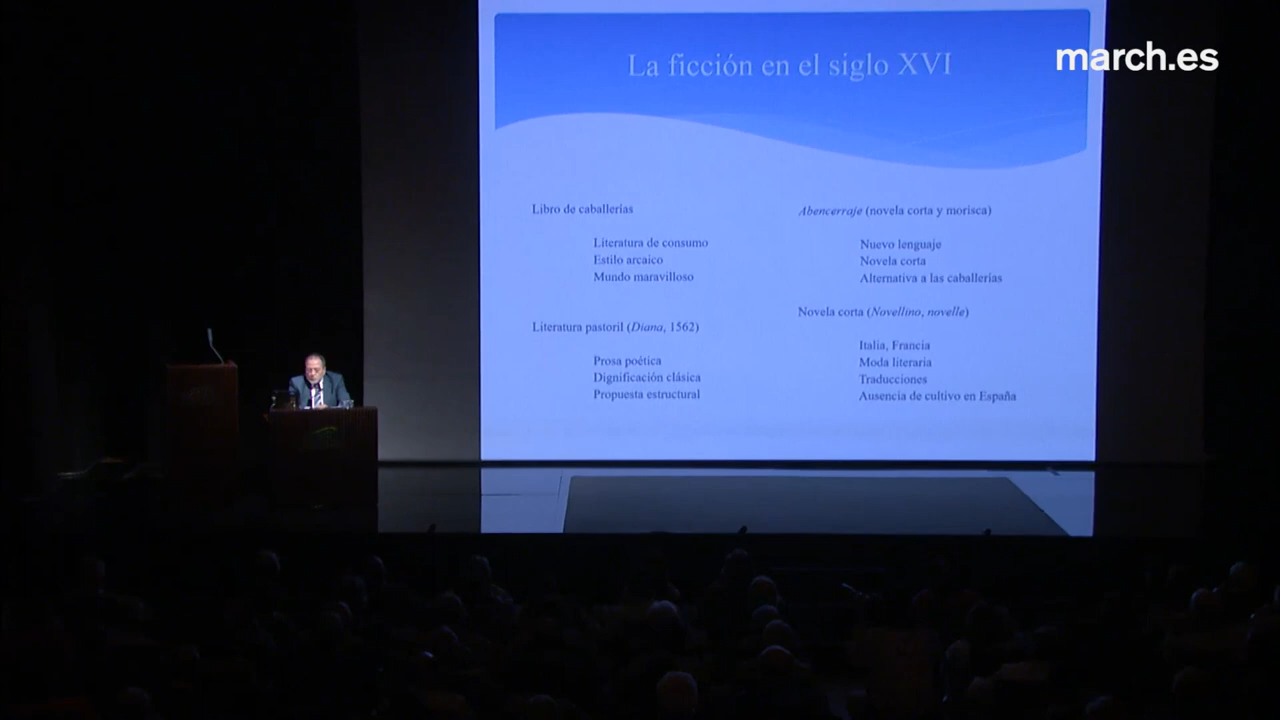 march.es
La ficción en el siglo XVI
Libro de caballerías
Literatura de consumo
Estilo arcaico
Mundo maravilloso
Literatura pastoril (Diana, 1562)
Prosa poética
Dignificación clásica
Propuesta estructural
Abencerraje (novela corta y morisca)
Nuevo lenguaje
Novela corta
Alternativa a las caballerías
Novela corta (Novellino, novelle)
Italia, Francia
Moda literaria
Traducciones
Ausencia de cultivo en España